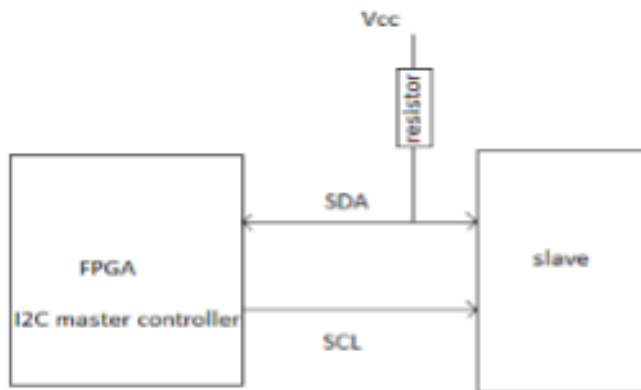 Vcc
resistor
SDA
FPGA
I2C master controller
slave
SCL